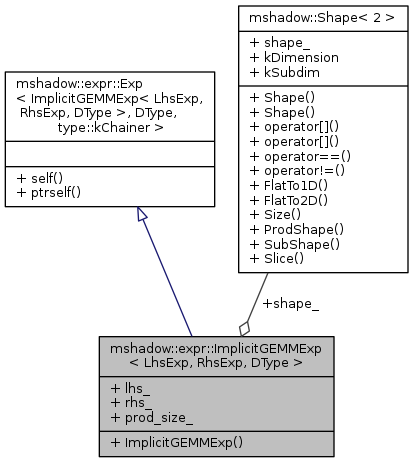 mshadow::Shape< 2 >
+ shape_
+ kDimension
+ kSubdim
+ Shape()
+ Shape()
+ operator[]()
+ operator[]()
+ operator==()
+ operator!=()
+ FlatTo1D()
+ FlatTo2D()
+ Size()
+ ProdShape()
+ SubShape()
+ Slice()
mshadow::expr::Exp
< ImplicitGEMMExp< LhsExp,
RhsExp, DType >, DType,
type::kChainer >
+ self()
+ ptrself()
+shape_
mshadow::expr::ImplicitGEMMExp
< LhsExp, RhsExp, DType >
+ lhs_
+ rhs_
+ prod_size_
+ ImplicitGEMMExp()